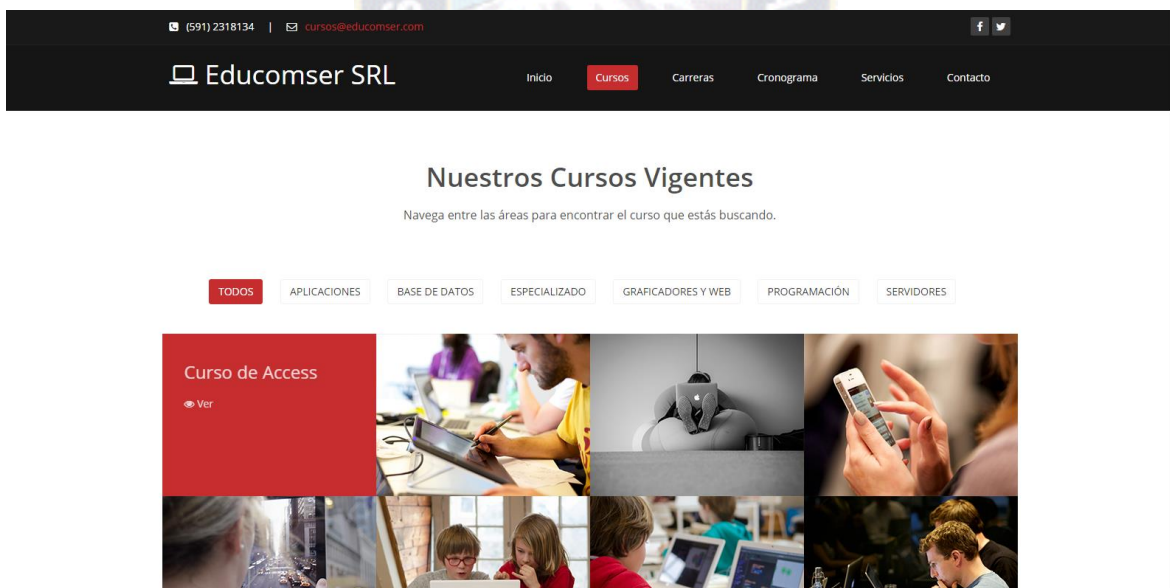 (591) 2318134 | cursos@educomser.com
Educomser SRL
Inicio Cursos Carreras Cronograma Servicios Contacto
Nuestros Cursos Vigentes
Navega entre las áreas para encontrar el curso que estás buscando.
TODOS APLICACIONES BASE DE DATOS ESPECIALIZADO GRAFICADORES Y WEB PROGRAMACIÓN SERVIDORES
Curso de Access
Ver